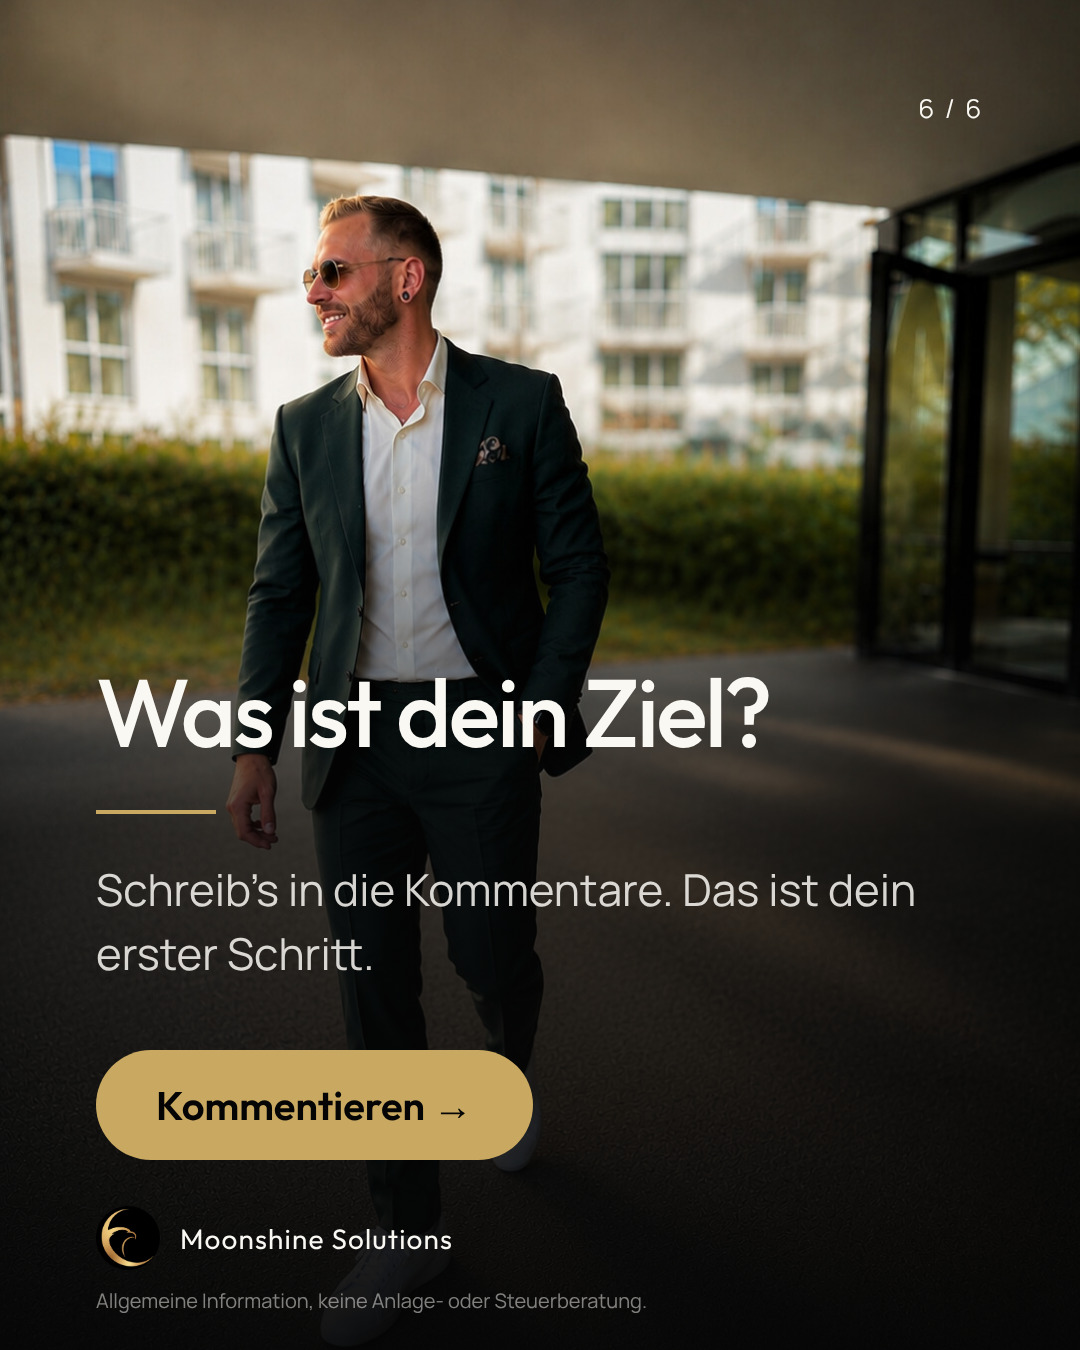 6 / 6
Was ist dein Ziel?
Schreib’s in die Kommentare. Das ist dein
erster Schritt.
Kommentieren →
Moonshine Solutions
Allgemeine Information, keine Anlage- oder Steuerberatung.